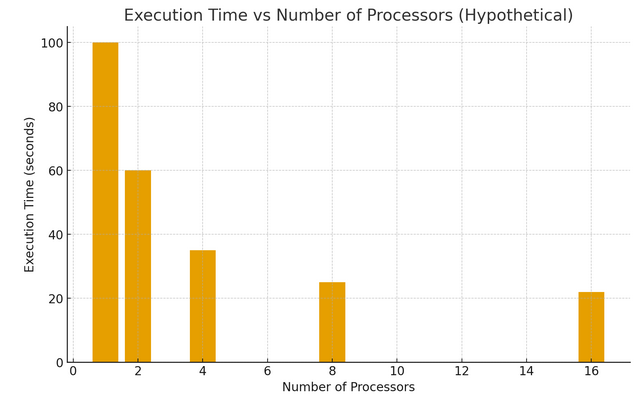 Execution Time vs Number of Processors (Hypothetical)
100
80
60
40
20
0
Execution Time (seconds)
0 2 4 6 8 10 12 14 16
Number of Processors